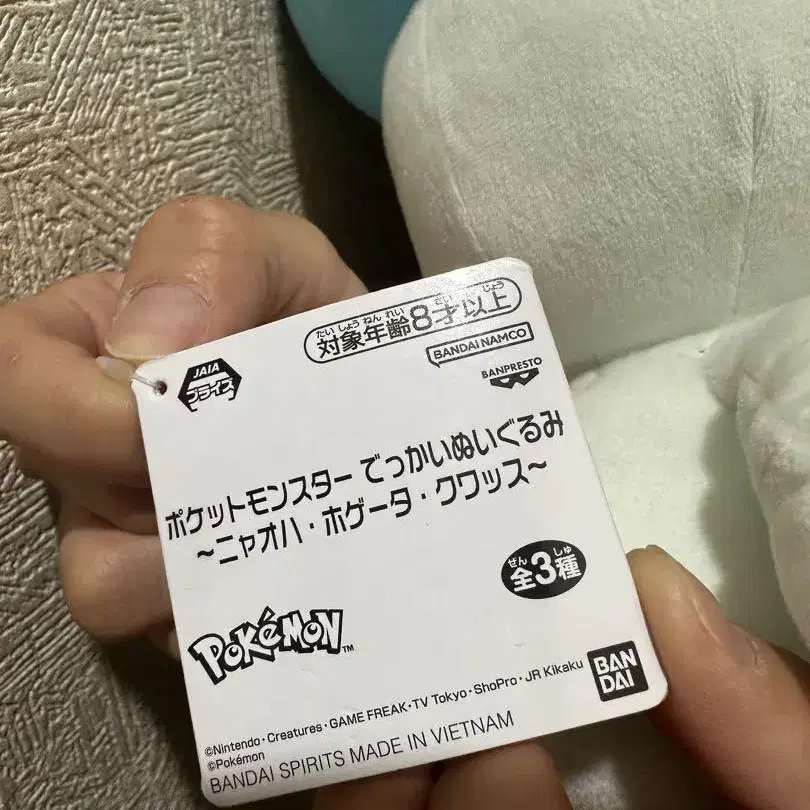 たいしょうねんれい さい いじょう
対象年齢8才以上
BANDAI NAMCO
JAIA
プライズ
BANPRESTO
ポケットモンスター でっかいぬいぐるみ
~ニャオハ・ホゲータ・クワッス~
ぜん しゅ
全3種
POKéMON™
BAN
DAI
©Nintendo・Creatures・GAME FREAK・TV Tokyo・ShoPro・JR Kikaku
©Pokémon
BANDAI SPIRITS MADE IN VIETNAM